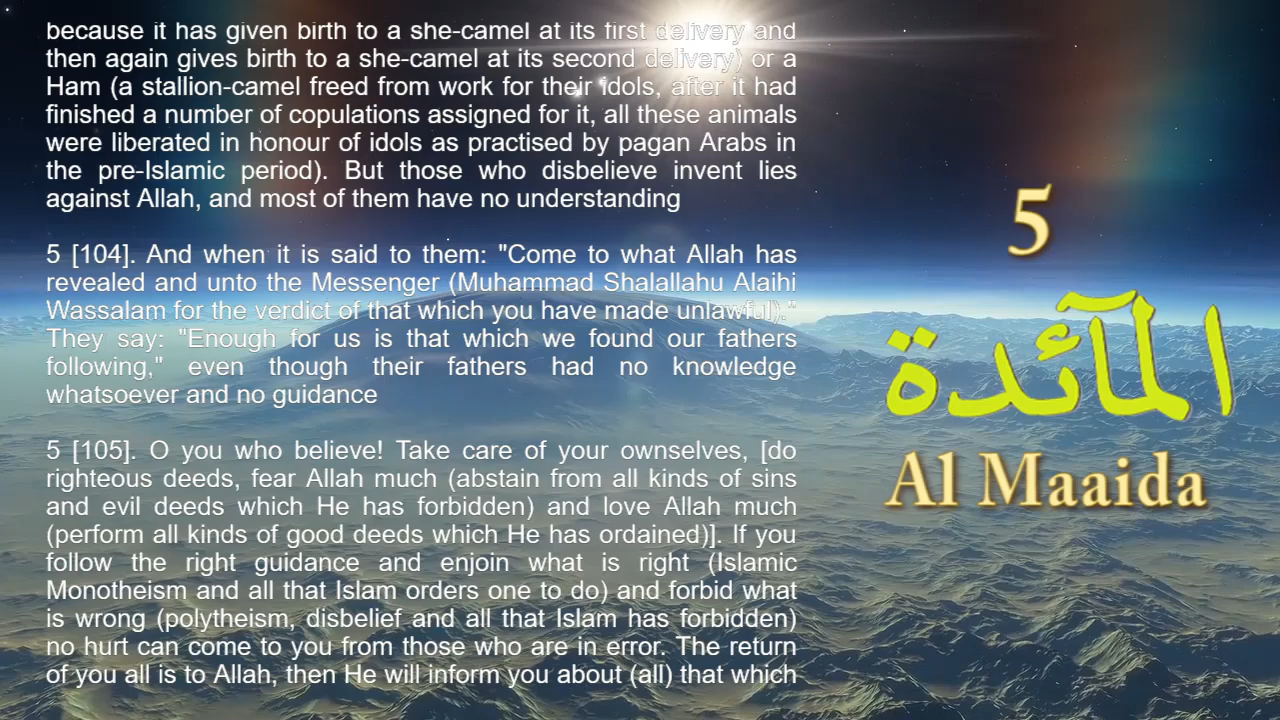 because it has given birth to a she-camel at its first delivery and
then again gives birth to a she-camel at its second delivery) or a
Ham (a stallion-camel freed from work for their idols, after it had
finished a number of copulations assigned for it, all these animals
were liberated in honour of idols as practised by pagan Arabs in
the pre-Islamic period). But those who disbelieve invent lies
against Allah, and most of them have no understanding
5 [104]. And when it is said to them: "Come to what Allah has
revealed and unto the Messenger (Muhammad Shalallahu Alaihi
Wassalam for the verdict of that which you have made unlawful)."
They say: "Enough for us is that which we found our fathers
following," even though their fathers had no knowledge
whatsoever and no guidance
5 [105]. O you who believe! Take care of your ownselves, [do
righteous deeds, fear Allah much (abstain from all kinds of sins
and evil deeds which He has forbidden) and love Allah much
(perform all kinds of good deeds which He has ordained)]. If you
follow the right guidance and enjoin what is right (Islamic
Monotheism and all that Islam orders one to do) and forbid what
is wrong (polytheism, disbelief and all that Islam has forbidden)
no hurt can come to you from those who are in error. The return
of you all is to Allah, then He will inform you about (all) that which
5
المآئدة
Al Maaida